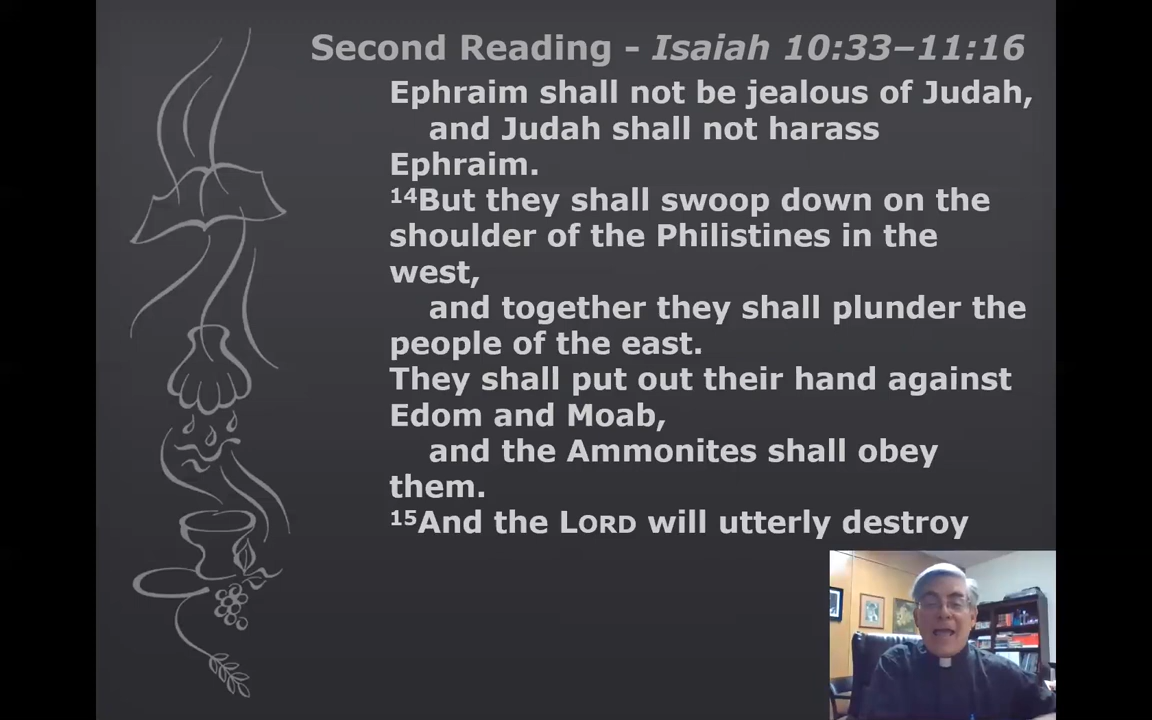 Second Reading - Isaiah 10:33–11:16
Ephraim shall not be jealous of Judah,
and Judah shall not harass
Ephraim.
14But they shall swoop down on the
shoulder of the Philistines in the
west,
and together they shall plunder the
people of the east.
They shall put out their hand against
Edom and Moab,
and the Ammonites shall obey
them.
15And the LORD will utterly destroy